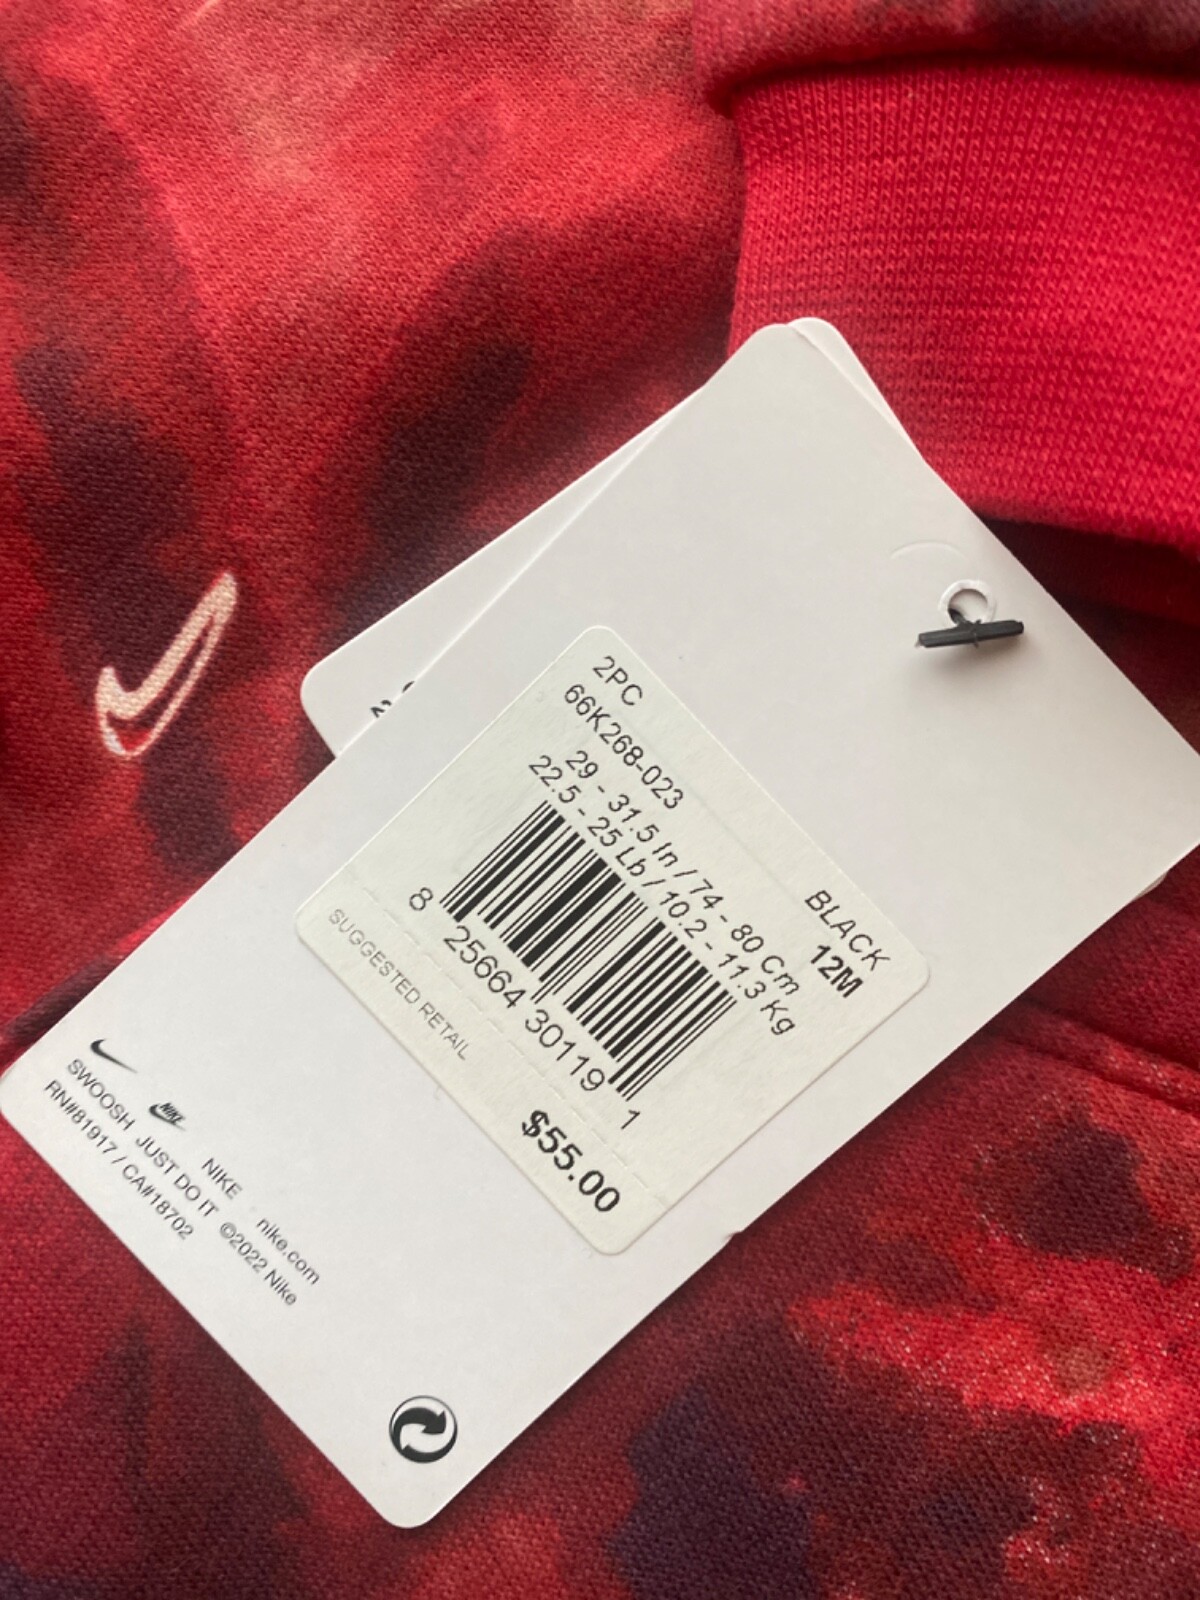 2PC
66K268-023
BLACK
29 - 31.5 In / 74 - 80 Cm
12M
22.5 - 25 Lb / 10.2 - 11.3 Kg
8 25664 30119 1
SUGGESTED RETAIL
$55.00
NIKE
NIKE nike.com
SWOOSH JUST DO IT ©2022 Nike
RN#81917 / CA#18702